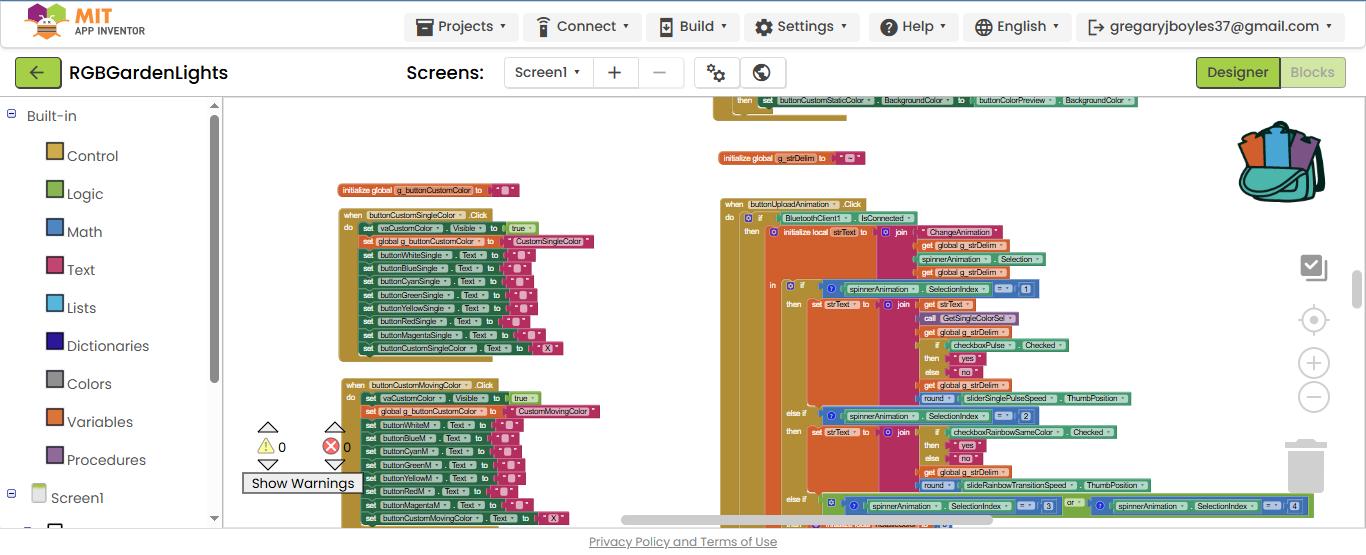 MIT
APP INVENTOR
Projects Connect Build Settings Help English gregaryjboyles37@gmail.com
RGBGardenLights Screens: Screen1 Designer Blocks
Built-in
Control
Logic
Math
Text
Lists
Dictionaries
Colors
Variables
Procedures
Screen1
initialize global g_buttonCustomColor to " "
when buttonCustomSingleColor .Click
do set vaCustomColor . Visible to true
set global g_buttonCustomColor to " CustomSingleColor "
set buttonWhiteSingle . Text to " "
set buttonBlueSingle . Text to " "
set buttonCyanSingle . Text to " "
set buttonGreenSingle . Text to " "
set buttonYellowSingle . Text to " "
set buttonRedSingle . Text to " "
set buttonMagentaSingle . Text to " "
set buttonCustomSingleColor . Text to " X "
when buttonCustomMovingColor .Click
do set vaCustomColor . Visible to true
set global g_buttonCustomColor to " CustomMovingColor "
set buttonWhiteM . Text to " "
set buttonBlueM . Text to " "
set buttonCyanM . Text to " "
set buttonGreenM . Text to " "
set buttonYellowM . Text to " "
set buttonRedM . Text to " "
set buttonMagentaM . Text to " "
set buttonCustomMovingColor . Text to " X "
0 0
Show Warnings
then set buttonCustomStaticColor . BackgroundColor to buttonColorPreview . BackgroundColor
initialize global g_strDelim to " ~ "
when buttonUploadAnimation .Click
do if BluetoothClient1 . IsConnected
then initialize local strText to join " ChangeAnimation "
get global g_strDelim
spinnerAnimation . Selection
get global g_strDelim
in if spinnerAnimation . SelectionIndex = 1
then set strText to join get strText
call GetSingleColorSel
get global g_strDelim
if checkboxPulse . Checked
then " yes "
else " no "
get global g_strDelim
round sliderSinglePulseSpeed . ThumbPosition
else if spinnerAnimation . SelectionIndex = 2
then set strText to join if checkboxRainbowSameColor . Checked
then " yes "
else " no "
get global g_strDelim
round slideRainbowTransitionSpeed . ThumbPosition
else if spinnerAnimation . SelectionIndex = 3 or spinnerAnimation . SelectionIndex = 4
Privacy Policy and Terms of Use